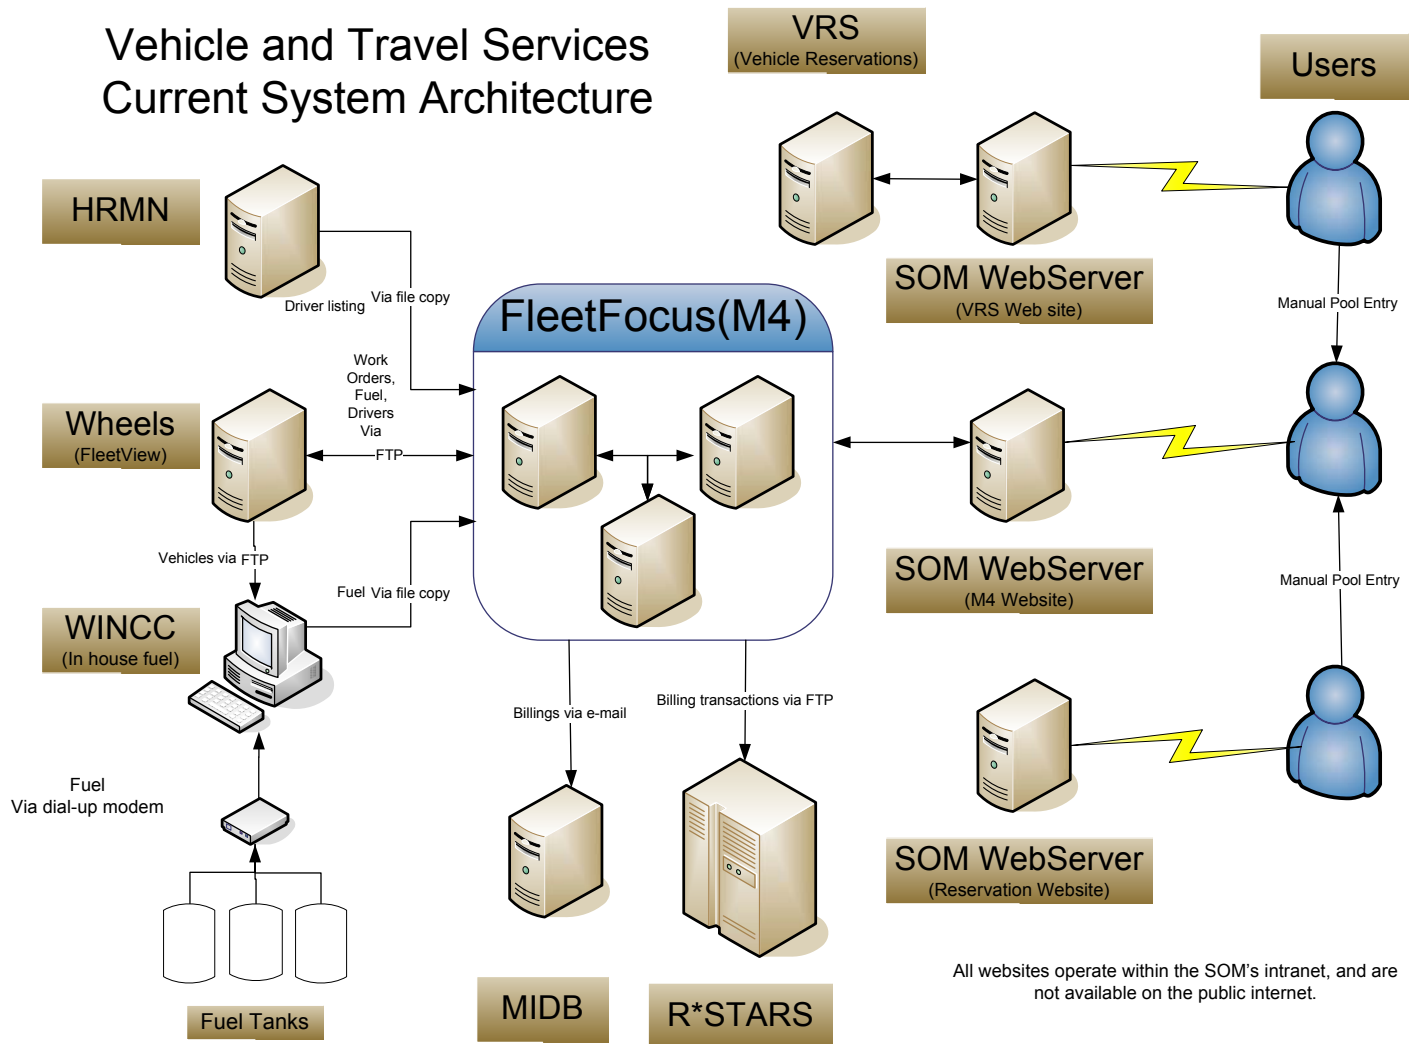 Vehicle and Travel Services
Current System Architecture
VRS
(Vehicle Reservations)
Users
HRMN
Driver listing
Via file copy
FleetFocus(M4)
SOM WebServer
(VRS Web site)
Manual Pool Entry
Work
Orders,
Fuel,
Drivers
Via
FTP
Wheels
(FleetView)
Vehicles via FTP
Fuel Via file copy
SOM WebServer
(M4 Website)
Manual Pool Entry
WINCC
(In house fuel)
Billings via e-mail
Billing transactions via FTP
Fuel
Via dial-up modem
SOM WebServer
(Reservation Website)
Fuel Tanks
MIDB
R*STARS
All websites operate within the SOM's intranet, and are
not available on the public internet.